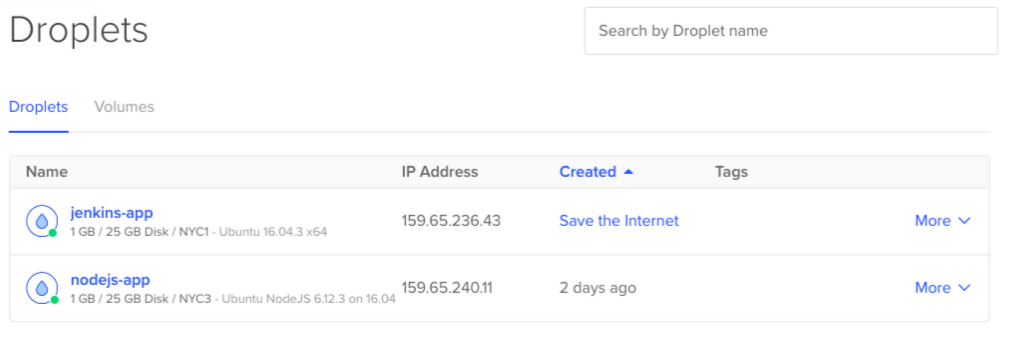 Droplets
Search by Droplet name
Droplets Volumes
Name IP Address Created Tags
jenkins-app
1 GB / 25 GB Disk / NYC1 - Ubuntu 16.04.3 x64
159.65.236.43 Save the Internet More
nodejs-app
1 GB / 25 GB Disk / NYC3 - Ubuntu NodeJS 6.12.3 on 16.04
159.65.240.11 2 days ago More